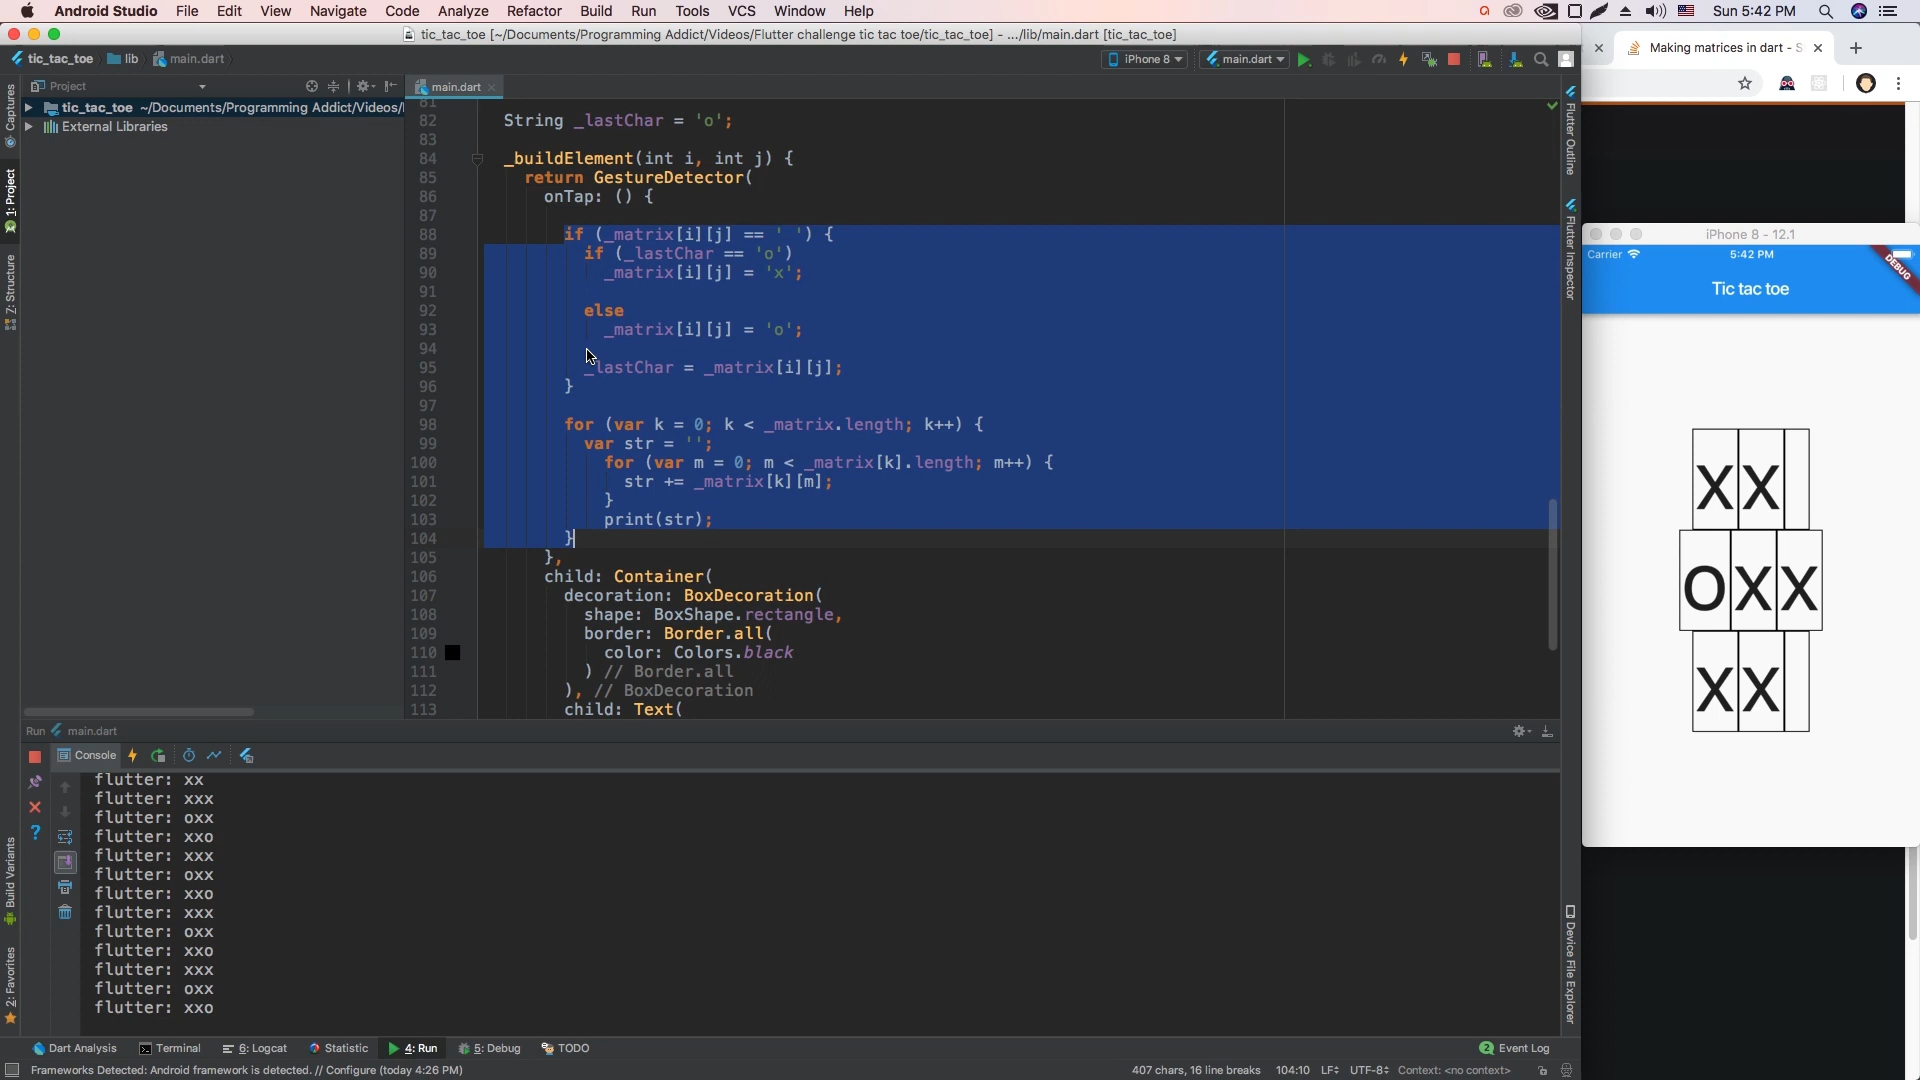 Android Studio File Edit View Navigate Code Analyze Refactor Build Run Tools VCS Window Help Sun 5:42 PM
tic_tac_toe [~/Documents/Programming Addict/Videos/Flutter challenge tic tac toe/tic_tac_toe] - .../lib/main.dart [tic_tac_toe]
Making matrices in dart - S
tic_tac_toe lib main.dart iPhone 8 main.dart
Project main.dart
tic_tac_toe ~/Documents/Programming Addict/Videos/
External Libraries
Captures
1: Project
7: Structure
Build Variants
2: Favorites
81
82 String _lastChar = 'o';
83
84 _buildElement(int i, int j) {
85 return GestureDetector(
86 onTap: () {
87
88 if (_matrix[i][j] == ' ') {
89 if (_lastChar == 'o')
90 _matrix[i][j] = 'x';
91
92 else
93 _matrix[i][j] = 'o';
94
95 _lastChar = _matrix[i][j];
96 }
97
98 for (var k = 0; k < _matrix.length; k++) {
99 var str = '';
100 for (var m = 0; m < _matrix[k].length; m++) {
101 str += _matrix[k][m];
102 }
103 print(str);
104 }
105 },
106 child: Container(
107 decoration: BoxDecoration(
108 shape: BoxShape.rectangle,
109 border: Border.all(
110 color: Colors.black
111 ) // Border.all
112 ), // BoxDecoration
113 child: Text(
Flutter Outline
Flutter Inspector
Device File Explorer
iPhone 8 - 12.1
Carrier 5:42 PM
DEBUG
Tic tac toe
X X
O X X
X X
Run main.dart
Console
flutter: xx
flutter: xxx
flutter: oxx
flutter: xxo
flutter: xxx
flutter: oxx
flutter: xxo
flutter: xxx
flutter: oxx
flutter: xxo
flutter: xxx
flutter: oxx
flutter: xxo
Dart Analysis Terminal 6: Logcat Statistic 4: Run 5: Debug TODO 2 Event Log
Frameworks Detected: Android framework is detected. // Configure (today 4:26 PM) 407 chars, 16 line breaks 104:10 LF÷ UTF-8÷ Context: <no context>